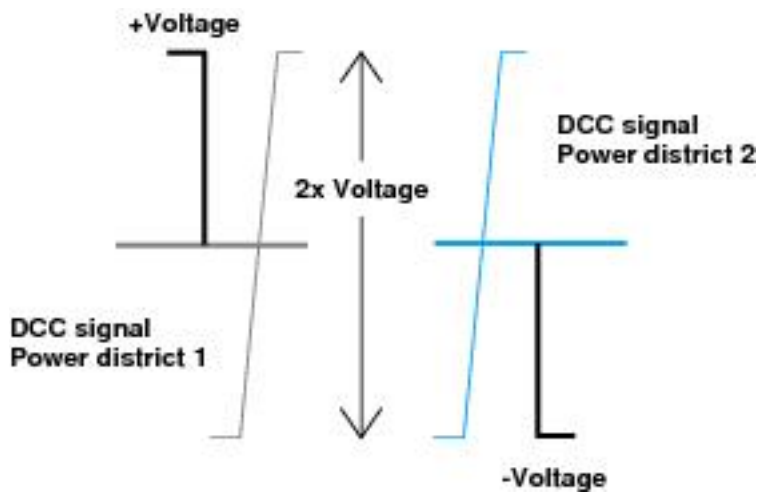 +Voltage
DCC signal
Power district 2
2x Voltage
DCC signal
Power district 1
-Voltage